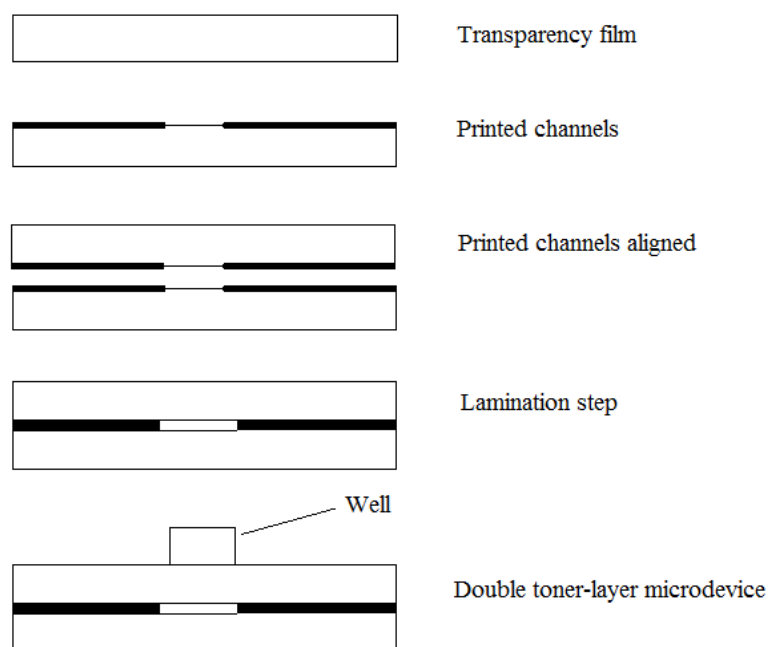 Transparency film
Printed channels
Printed channels aligned
Lamination step
Well
Double toner-layer microdevice